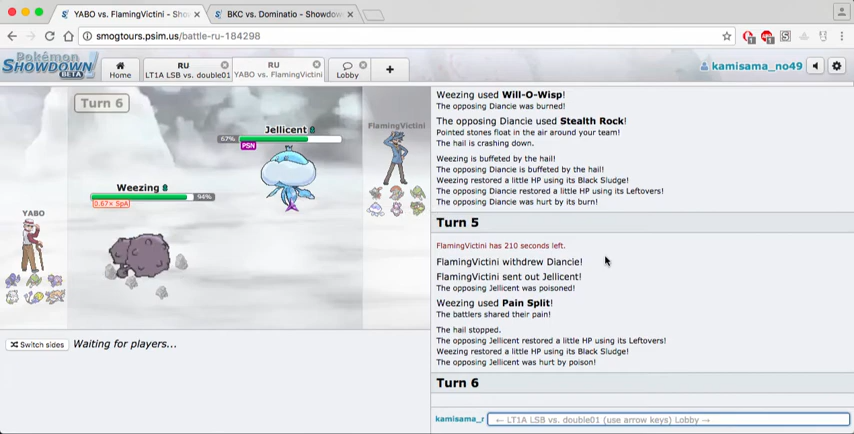 YABO vs. FlamingVictini - Sho
BKC vs. Dominatio - Showdow
smogtours.psim.us/battle-ru-184298
Pokémon
SHOWDOWN
BETA
Home
RU
LT1A LSB vs. double01
RU
YABO vs. FlamingVictini
Lobby
kamisama_no49
Turn 6
Jellicent
67%
PSN
FlamingVictini
Weezing
94%
0.67× SpA
YABO
Switch sides
Waiting for players...
Weezing used Will-O-Wisp!
The opposing Diancie was burned!
The opposing Diancie used Stealth Rock!
Pointed stones float in the air around your team!
The hail is crashing down.
Weezing is buffeted by the hail!
The opposing Diancie is buffeted by the hail!
Weezing restored a little HP using its Black Sludge!
The opposing Diancie restored a little HP using its Leftovers!
The opposing Diancie was hurt by its burn!
Turn 5
FlamingVictini has 210 seconds left.
FlamingVictini withdrew Diancie!
FlamingVictini sent out Jellicent!
The opposing Jellicent was poisoned!
Weezing used Pain Split!
The battlers shared their pain!
The hail stopped.
The opposing Jellicent restored a little HP using its Leftovers!
Weezing restored a little HP using its Black Sludge!
The opposing Jellicent was hurt by poison!
Turn 6
kamisama_r
← LT1A LSB vs. double01 (use arrow keys) Lobby →